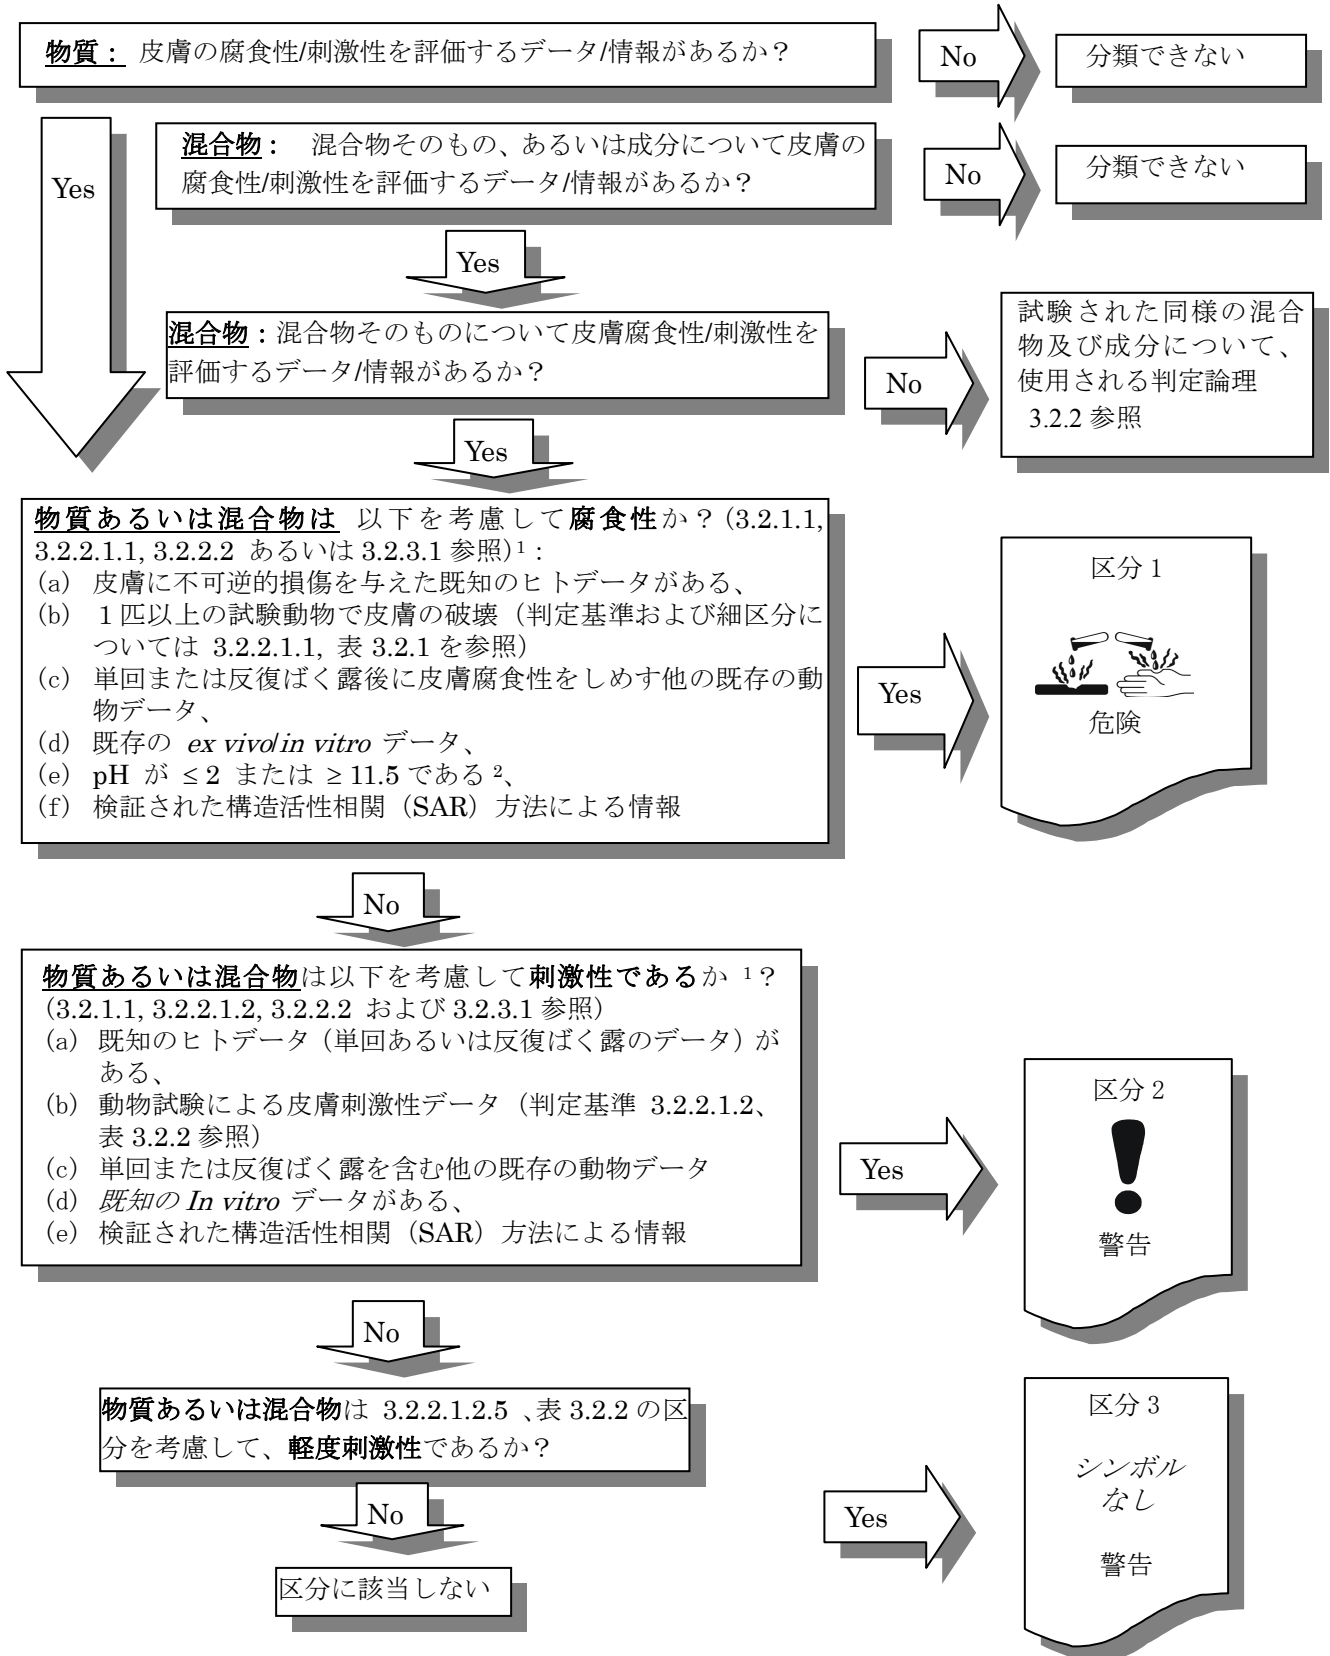 物質： 皮膚の腐食性/刺激性を評価するデータ/情報があるか？
No
分類できない
Yes
混合物： 混合物そのもの、あるいは成分について皮膚の
腐食性/刺激性を評価するデータ/情報があるか？
No
分類できない
Yes
混合物：混合物そのものについて皮膚腐食性/刺激性を
評価するデータ/情報があるか？
No
試験された同様の混合
物及び成分について、
使用される判定論理
3.2.2 参照
Yes
物質あるいは混合物は 以下を考慮して腐食性か？(3.2.1.1,
3.2.2.1.1, 3.2.2.2 あるいは 3.2.3.1 参照)¹：
(a) 皮膚に不可逆的損傷を与えた既知のヒトデータがある、
(b) １匹以上の試験動物で皮膚の破壊（判定基準および細区分に
ついては 3.2.2.1.1, 表 3.2.1 を参照）
(c) 単回または反復ばく露後に皮膚腐食性をしめす他の既存の動
物データ、
(d) 既存の ex vivo/in vitro データ、
(e) pH が ≤ 2 または ≥ 11.5 である ²、
(f) 検証された構造活性相関（SAR）方法による情報
Yes
区分 1
危険
No
物質あるいは混合物は以下を考慮して刺激性であるか ¹？
(3.2.1.1, 3.2.2.1.2, 3.2.2.2 および 3.2.3.1 参照）
(a) 既知のヒトデータ（単回あるいは反復ばく露のデータ）が
ある、
(b) 動物試験による皮膚刺激性データ（判定基準 3.2.2.1.2、
表 3.2.2 参照）
(c) 単回または反復ばく露を含む他の既存の動物データ
(d) 既知の In vitro データがある、
(e) 検証された構造活性相関（SAR）方法による情報
Yes
区分 2
警告
No
物質あるいは混合物は 3.2.2.1.2.5 、表 3.2.2 の区
分を考慮して、軽度刺激性であるか？
Yes
区分 3
シンボル
なし
警告
No
区分に該当しない